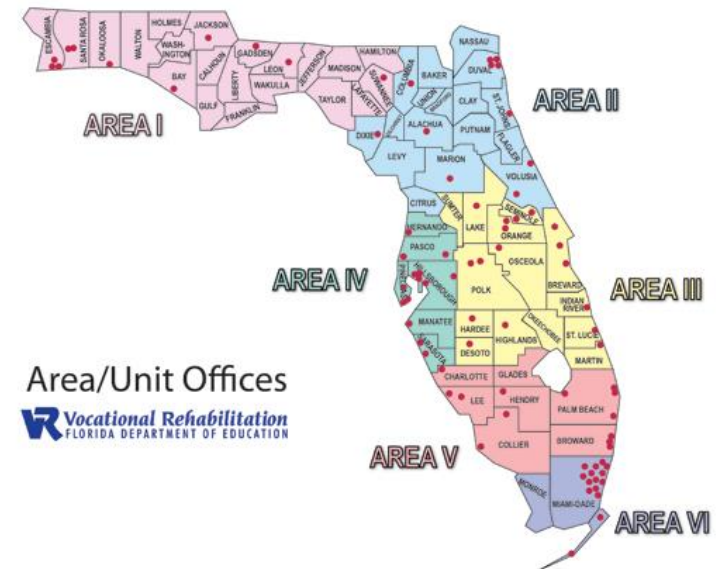 ESCAMBIA
SANTA ROSA
OKALOOSA
WALTON
HOLMES
WASH-
INGTON
JACKSON
BAY
CALHOUN
GULF
LIBERTY
GADSDEN
LEON
WAKULLA
FRANKLIN
JEFFERSON
MADISON
TAYLOR
HAMILTON
SUWANNEE
LAFAYETTE
AREA I
NASSAU
DUVAL
BAKER
COLUMBIA
UNION
CLAY
ST. JOHNS
ALACHUA
PUTNAM
FLAGLER
DIXIE
LEVY
MARION
VOLUSIA
CITRUS
AREA II
SUMTER
LAKE
SEMINOLE
ORANGE
OSCEOLA
BREVARD
POLK
INDIAN
RIVER
OKEECHOBEE
ST. LUCIE
MARTIN
HARDEE
HIGHLANDS
DESOTO
AREA III
HERNANDO
PASCO
PINELLAS
HILLSBOROUGH
MANATEE
SARASOTA
AREA IV
CHARLOTTE
GLADES
LEE
HENDRY
PALM BEACH
COLLIER
BROWARD
AREA V
MONROE
MIAMI-DADE
AREA VI
Area/Unit Offices
VR Vocational Rehabilitation
FLORIDA DEPARTMENT OF EDUCATION